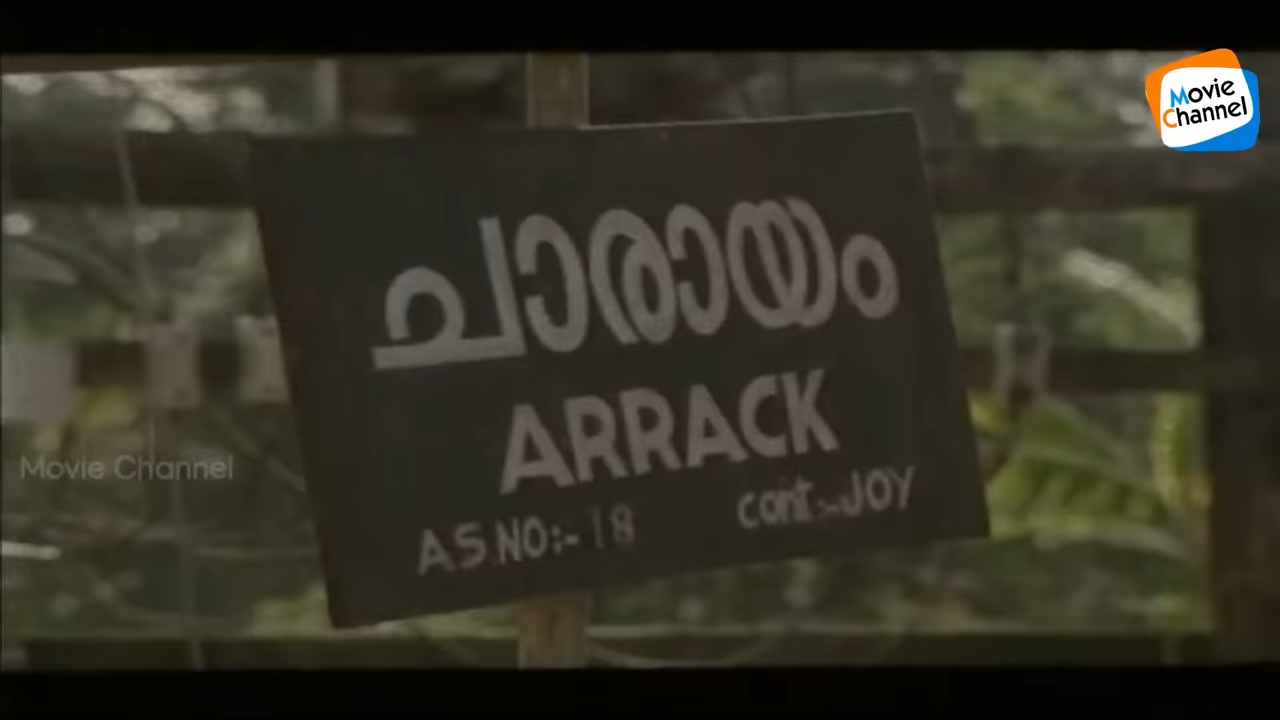 Movie
Channel
ചാരായം
ARRACK
Movie Channel
A.S.NO:-18 cont:-JOY